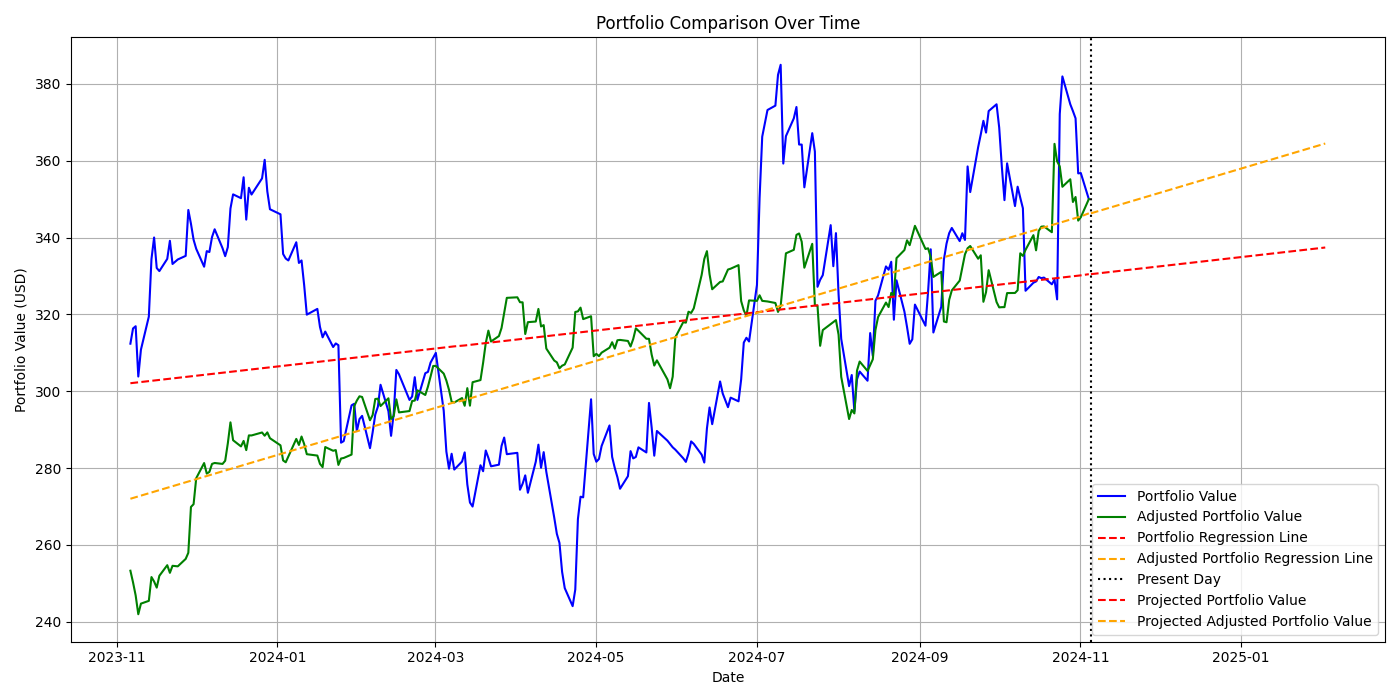 Portfolio Comparison Over Time
Portfolio Value (USD)
380
360
340
320
300
280
260
240
2023-11
2024-01
2024-03
2024-05
2024-07
2024-09
2024-11
2025-01
Date
Portfolio Value
Adjusted Portfolio Value
Portfolio Regression Line
Adjusted Portfolio Regression Line
Present Day
Projected Portfolio Value
Projected Adjusted Portfolio Value